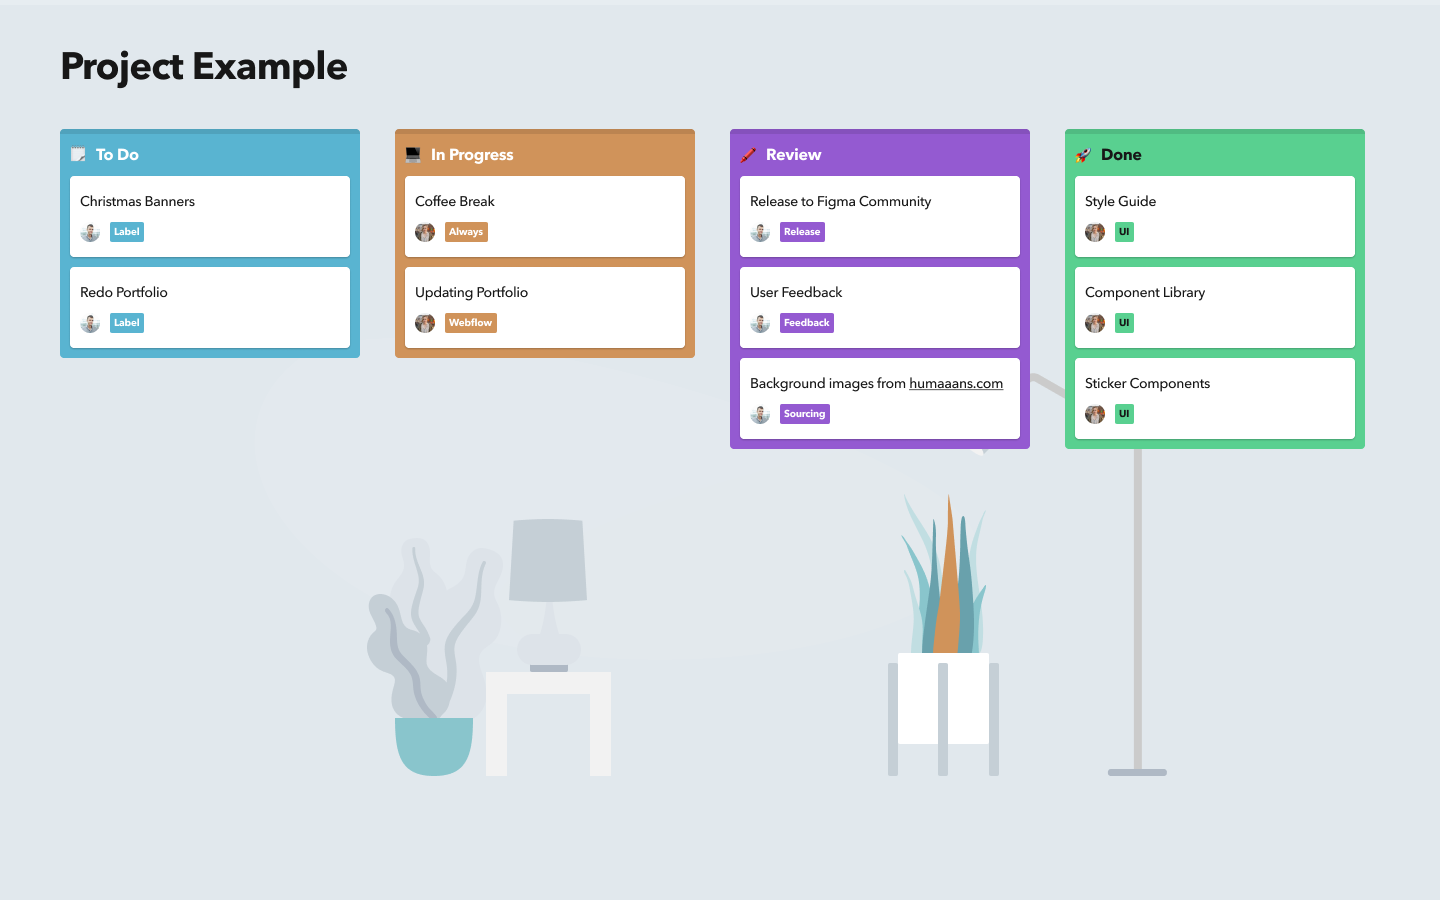 Project Example
To Do
Christmas Banners
Label
Redo Portfolio
Label
In Progress
Coffee Break
Always
Updating Portfolio
Webflow
Review
Release to Figma Community
Release
User Feedback
Feedback
Background images from humaaans.com
Sourcing
Done
Style Guide
UI
Component Library
UI
Sticker Components
UI